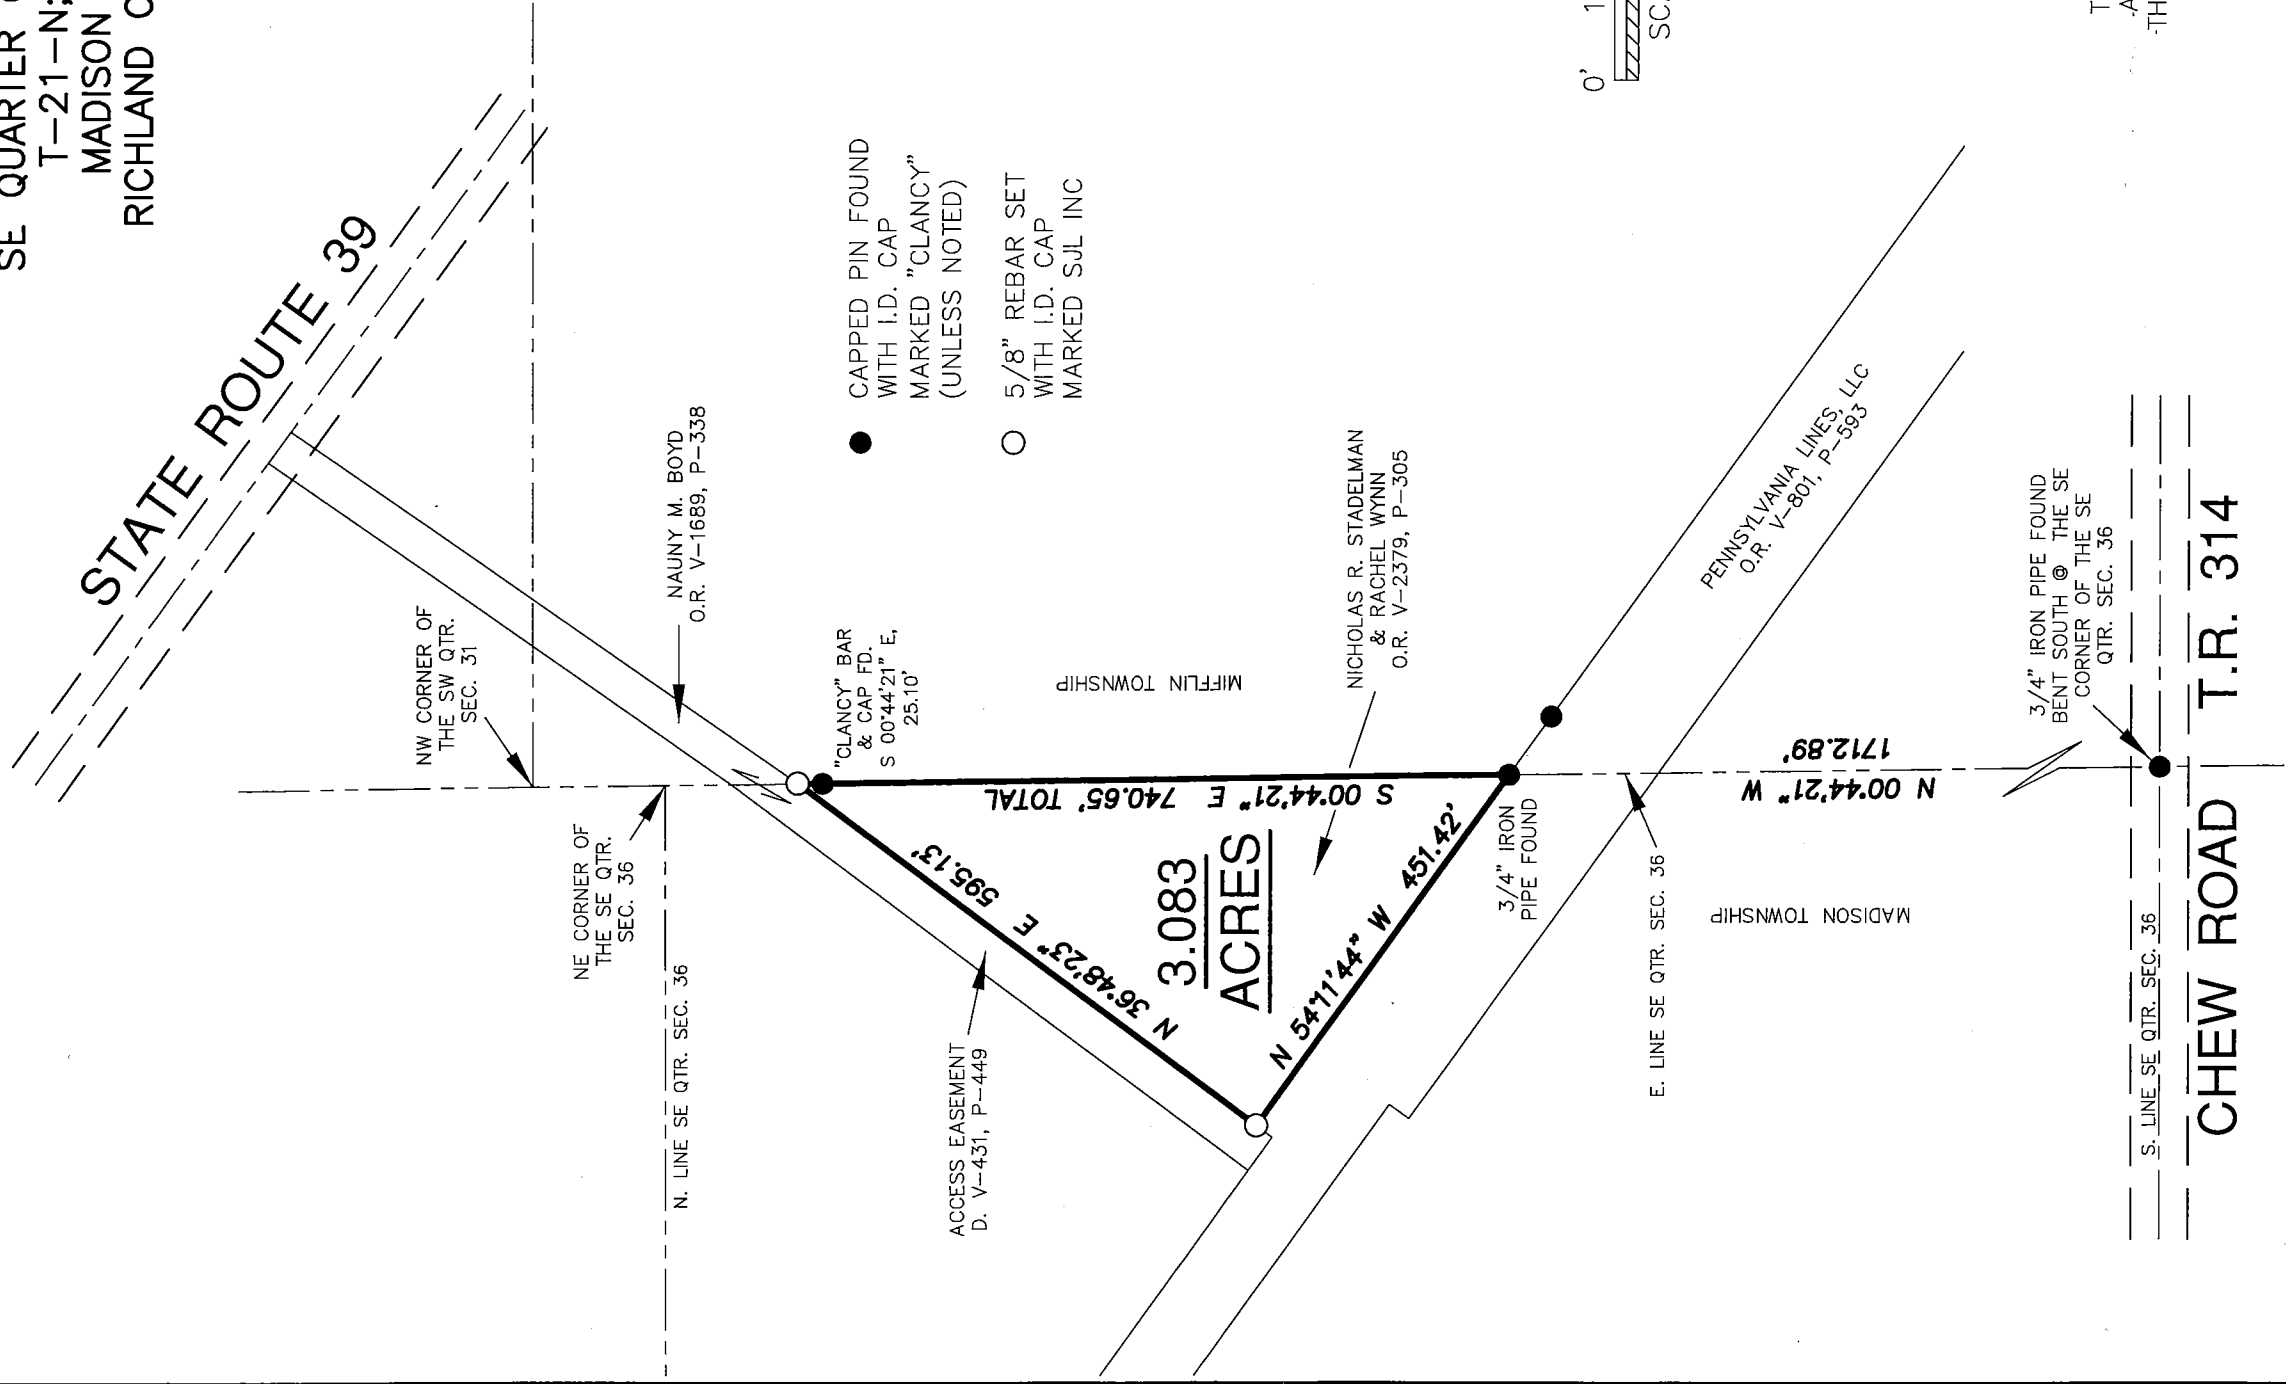 SE QUARTER
T-21-N;
MADISON
RICHLAND
STATE ROUTE 39
NW CORNER OF
THE SW QTR.
SEC. 31
NAUNY M. BOYD
O.R. V-1689, P-338
CAPPED PIN FOUND
WITH I.D. CAP
MARKED "CLANCY"
(UNLESS NOTED)
5/8" REBAR SET
WITH I.D. CAP
MARKED SJL INC
"CLANCY" BAR
& CAP FD.
S 00°44'21" E,
25.10'
NE CORNER OF
THE SE QTR.
SEC. 36
N. LINE SE QTR. SEC. 36
MIFFLIN TOWNSHIP
S 00°44'21" E 740.65' TOTAL
N 36°48'23" E 595.13'
3.083
ACRES
N 54°11'44" W 451.42'
ACCESS EASEMENT
D. V-431, P-449
NICHOLAS R. STADELMAN
& RACHEL WYNN
O.R. V-2379, P-305
3/4" IRON
PIPE FOUND
PENNSYLVANIA LINES, LLC
O.R. V-801, P-593
E. LINE SE QTR. SEC. 36
MADISON TOWNSHIP
N 00°44'21" W
1712.89'
3/4" IRON PIPE FOUND
BENT SOUTH @ THE SE
CORNER OF THE SE
QTR. SEC. 36
S. LINE SE QTR. SEC. 36
CHEW ROAD T.R. 314
0' 1